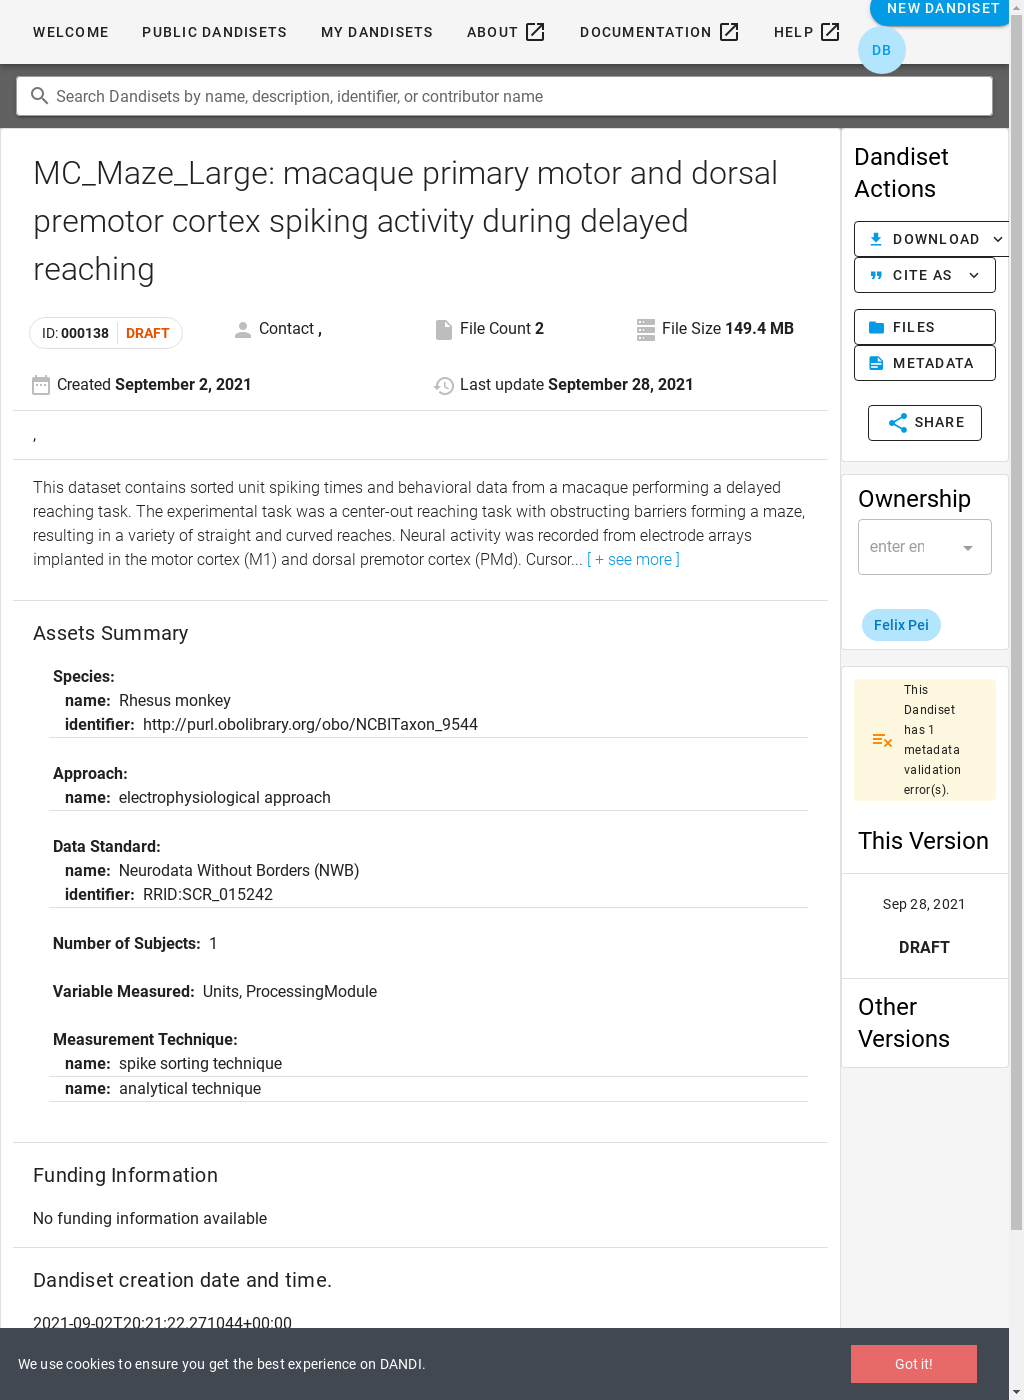 WELCOME PUBLIC DANDISETS MY DANDISETS ABOUT DOCUMENTATION HELP NEW DANDISET
DB
Search Dandisets by name, description, identifier, or contributor name
MC_Maze_Large: macaque primary motor and dorsal
premotor cortex spiking activity during delayed
reaching
ID: 000138 DRAFT Contact , File Count 2 File Size 149.4 MB
Created September 2, 2021 Last update September 28, 2021
,
This dataset contains sorted unit spiking times and behavioral data from a macaque performing a delayed
reaching task. The experimental task was a center-out reaching task with obstructing barriers forming a maze,
resulting in a variety of straight and curved reaches. Neural activity was recorded from electrode arrays
implanted in the motor cortex (M1) and dorsal premotor cortex (PMd). Cursor... [ + see more ]
Assets Summary
Species:
name: Rhesus monkey
identifier: http://purl.obolibrary.org/obo/NCBITaxon_9544
Approach:
name: electrophysiological approach
Data Standard:
name: Neurodata Without Borders (NWB)
identifier: RRID:SCR_015242
Number of Subjects: 1
Variable Measured: Units, ProcessingModule
Measurement Technique:
name: spike sorting technique
name: analytical technique
Funding Information
No funding information available
Dandiset creation date and time.
2021-09-02T20:21:22.271044+00:00
Dandiset
Actions
DOWNLOAD
CITE AS
FILES
METADATA
SHARE
Ownership
enter en
Felix Pei
This
Dandiset
has 1
metadata
validation
error(s).
This Version
Sep 28, 2021
DRAFT
Other
Versions
We use cookies to ensure you get the best experience on DANDI.
Got it!